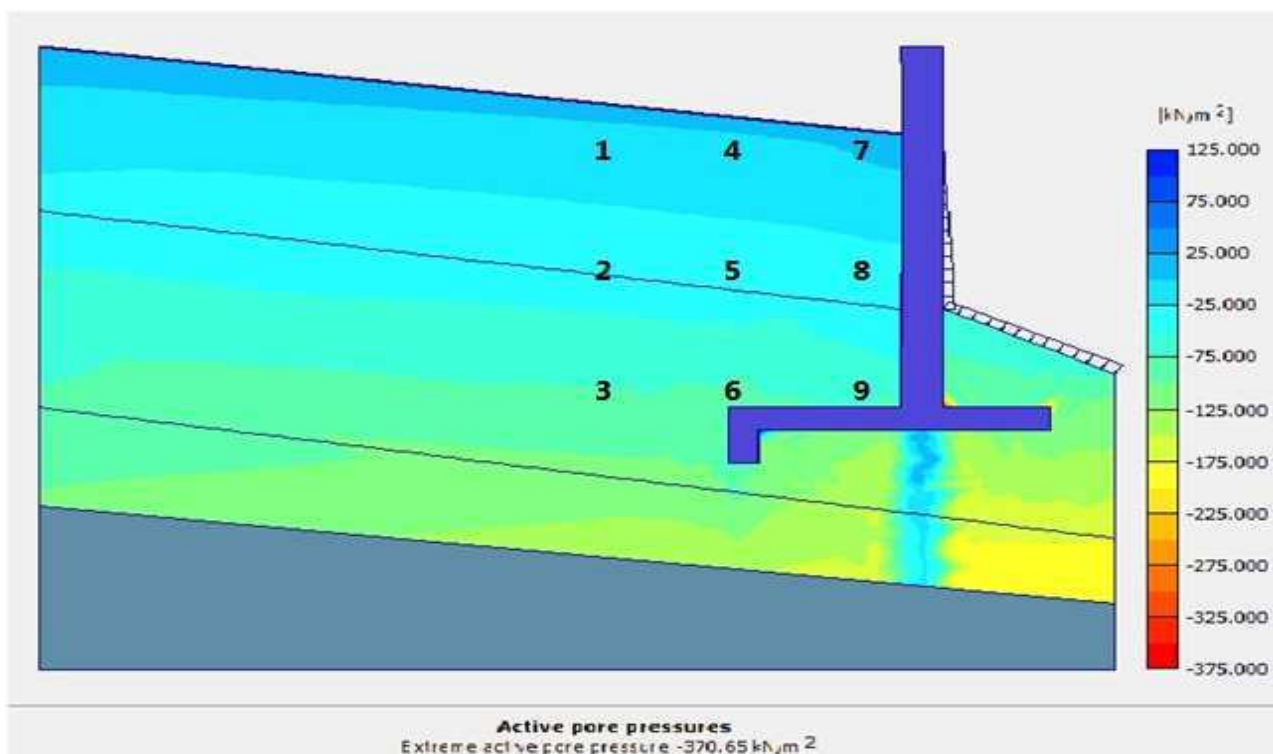 [kN/m²]
125.000
1 4 7
75.000
25.000
2 5 8
-25.000
-75.000
3 6 9
-125.000
-175.000
-225.000
-275.000
-325.000
-375.000
Active pore pressures
Extreme active pore pressure -370.65 kN/m²